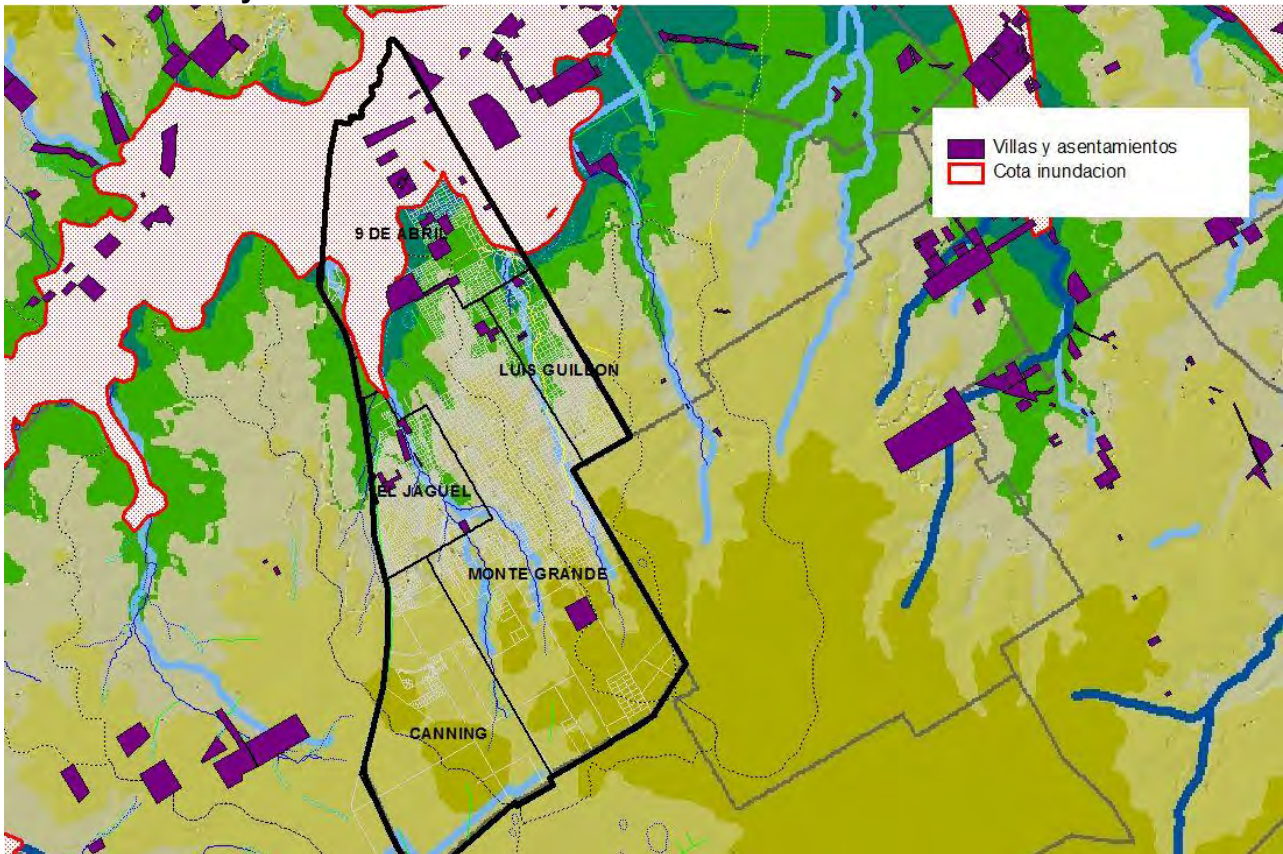 Villas y asentamientos
Cota inundacion
9 DE ABRIL
LUIS GUILLON
EL JAGUEL
MONTE GRANDE
CANNING